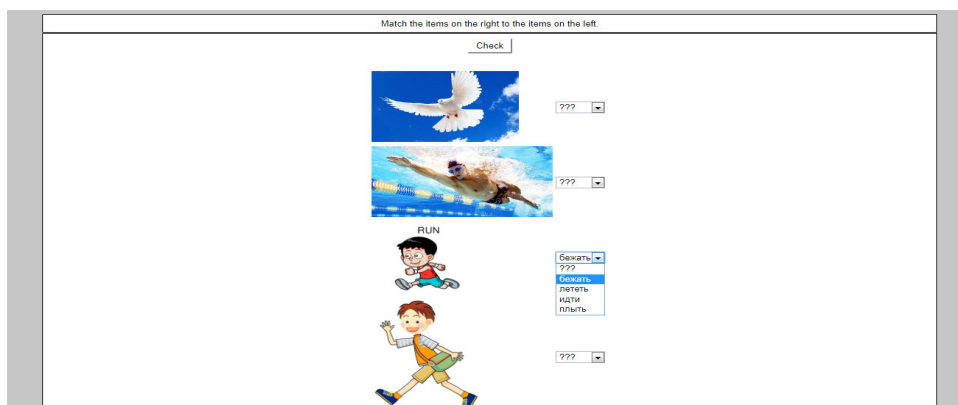 Match the items on the right to the items on the left.
Check
???
???
RUN
бежать
???
бежать
лететь
идти
плыть
???